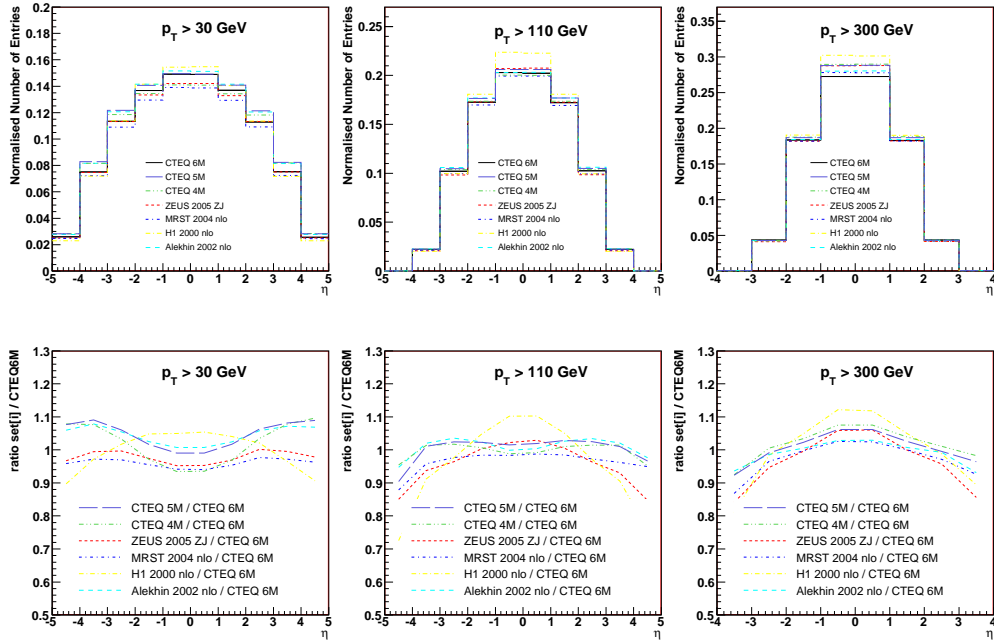 p_T > 30 GeV
Normalised Number of Entries
0.2
0.18
0.16
0.14
0.12
0.1
0.08
0.06
0.04
0.02
0
CTEQ 6M
CTEQ 5M
CTEQ 4M
ZEUS 2005 ZJ
MRST 2004 nlo
H1 2000 nlo
Alekhin 2002 nlo
-5 -4 -3 -2 -1 0 1 2 3 4 5
η
p_T > 110 GeV
Normalised Number of Entries
0.25
0.2
0.15
0.1
0.05
0
CTEQ 6M
CTEQ 5M
CTEQ 4M
ZEUS 2005 ZJ
MRST 2004 nlo
H1 2000 nlo
Alekhin 2002 nlo
-5 -4 -3 -2 -1 0 1 2 3 4 5
η
p_T > 300 GeV
Normalised Number of Entries
0.35
0.3
0.25
0.2
0.15
0.1
0.05
0
CTEQ 6M
CTEQ 5M
CTEQ 4M
ZEUS 2005 ZJ
MRST 2004 nlo
H1 2000 nlo
Alekhin 2002 nlo
-4 -3 -2 -1 0 1 2 3 4
η
p_T > 30 GeV
ratio set[i] / CTEQ6M
1.3
1.2
1.1
1
0.9
0.8
0.7
0.6
0.5
CTEQ 5M / CTEQ 6M
CTEQ 4M / CTEQ 6M
ZEUS 2005 ZJ / CTEQ 6M
MRST 2004 nlo / CTEQ 6M
H1 2000 nlo / CTEQ 6M
Alekhin 2002 nlo / CTEQ 6M
-5 -4 -3 -2 -1 0 1 2 3 4 5
η
p_T > 110 GeV
ratio set[i] / CTEQ6M
1.3
1.2
1.1
1
0.9
0.8
0.7
0.6
0.5
CTEQ 5M / CTEQ 6M
CTEQ 4M / CTEQ 6M
ZEUS 2005 ZJ / CTEQ 6M
MRST 2004 nlo / CTEQ 6M
H1 2000 nlo / CTEQ 6M
Alekhin 2002 nlo / CTEQ 6M
-5 -4 -3 -2 -1 0 1 2 3 4 5
η
p_T > 300 GeV
ratio set[i] / CTEQ6M
1.3
1.2
1.1
1
0.9
0.8
0.7
0.6
0.5
CTEQ 5M / CTEQ 6M
CTEQ 4M / CTEQ 6M
ZEUS 2005 ZJ / CTEQ 6M
MRST 2004 nlo / CTEQ 6M
H1 2000 nlo / CTEQ 6M
Alekhin 2002 nlo / CTEQ 6M
-4 -3 -2 -1 0 1 2 3 4
η